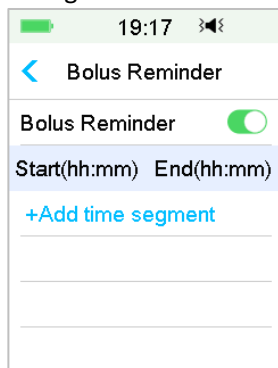 19:17
Bolus Reminder
Bolus Reminder
Start(hh:mm) End(hh:mm)
+Add time segment